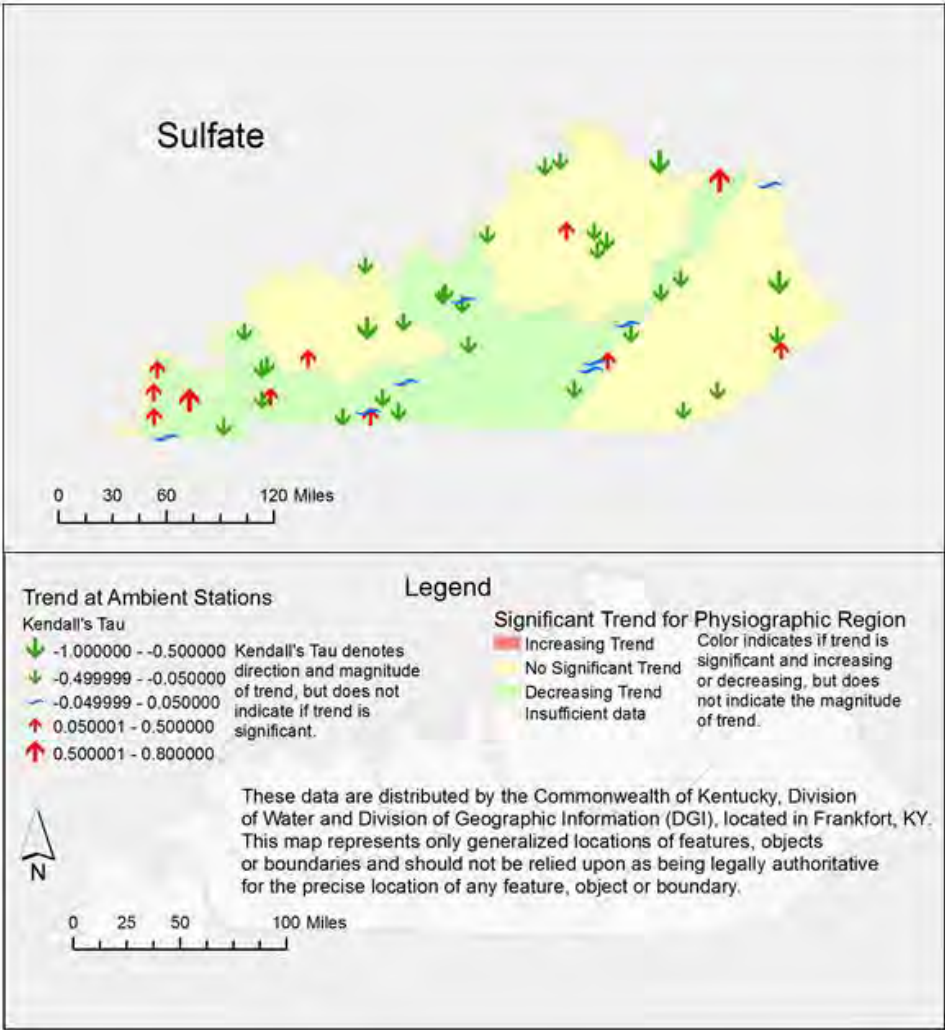 Sulfate
0 30 60 120 Miles
Legend
Trend at Ambient Stations
Kendall's Tau
-1.000000 - -0.500000
-0.499999 - -0.050000
-0.049999 - 0.050000
0.050001 - 0.500000
0.500001 - 0.800000
Kendall's Tau denotes
direction and magnitude
of trend, but does not
indicate if trend is
significant.
Significant Trend for Physiographic Region
Increasing Trend
No Significant Trend
Decreasing Trend
Insufficient data
Color indicates if trend is
significant and increasing
or decreasing, but does
not indicate the magnitude
of trend.
These data are distributed by the Commonwealth of Kentucky, Division
of Water and Division of Geographic Information (DGI), located in Frankfort, KY.
This map represents only generalized locations of features, objects
or boundaries and should not be relied upon as being legally authoritative
for the precise location of any feature, object or boundary.
N
0 25 50 100 Miles